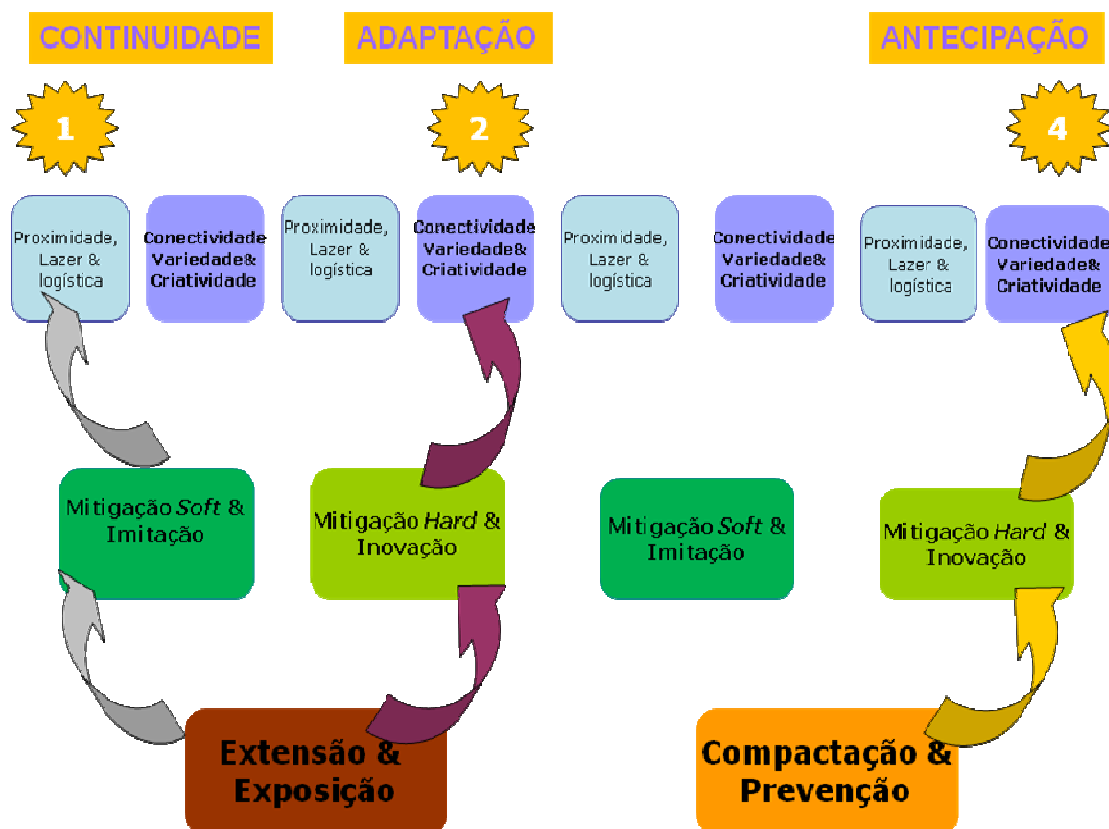 CONTINUIDADE
ADAPTAÇÃO
ANTECIPAÇÃO
1
2
4
Proximidade,
Lazer &
logística
Conectividade
Variedade&
Criatividade
Proximidade,
Lazer &
logística
Conectividade
Variedade&
Criatividade
Proximidade,
Lazer &
logística
Conectividade
Variedade&
Criatividade
Proximidade,
Lazer &
logística
Conectividade
Variedade&
Criatividade
Mitigação Soft &
Imitação
Mitigação Hard &
Inovação
Mitigação Soft &
Imitação
Mitigação Hard &
Inovação
Extensão &
Exposição
Compactação &
Prevenção